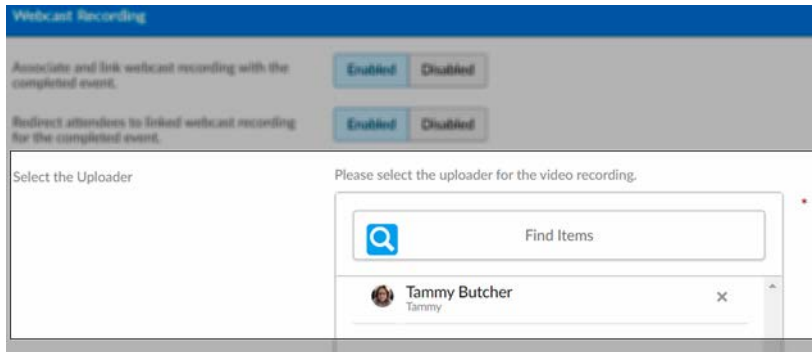 Webcast Recording
Associate and link webcast recording with the
completed event.
Enabled Disabled
Redirect attendees to linked webcast recording
for the completed event.
Enabled Disabled
Select the Uploader
Please select the uploader for the video recording.
*
Find Items
Tammy Butcher
Tammy